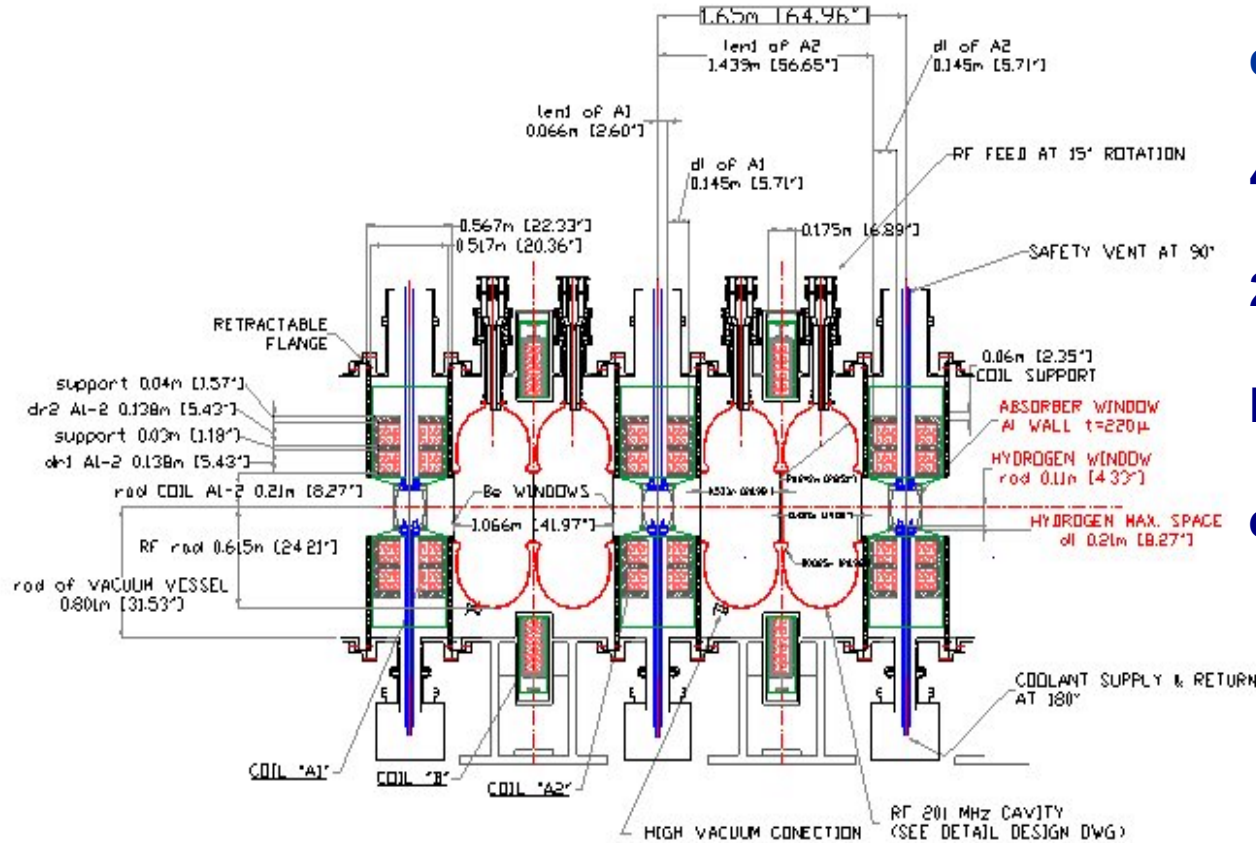 1.65m [64.96"]
len1 of A2
1.439m [56.65"]
dl of A2
0.145m [5.71"]
len1 of A1
0.066m [2.60"]
dl of A1
0.145m [5.71"]
RF FEED AT 15° ROTATION
0.567m [22.33"]
0.517m [20.36"]
0.175m [6.89"]
SAFETY VENT AT 90°
RETRACTABLE
FLANGE
0.06m [2.35"]
COIL SUPPORT
support 0.04m [1.57"]
dr2 A1-2 0.138m [5.43"]
support 0.03m [1.18"]
dr1 A1-2 0.138m [5.43"]
rad COIL A1-2 0.21m [8.27"]
ABSORBER WINDOW
Al WALL t=220μ
HYDROGEN WINDOW
rad 0.11m [4.33"]
Be WINDOWS
1.066m [41.97"]
HYDROGEN MAX. SPACE
dl 0.21m [8.27"]
RF rad 0.615m [24.21"]
rad of VACUUM VESSEL
0.801m [31.53"]
COOLANT SUPPLY & RETURN
AT 180°
COIL "A1"
COIL "B"
COIL "A2"
HIGH VACUUM CONECTION
RF 201 MHz CAVITY
(SEE DETAIL DESIGN DWG)